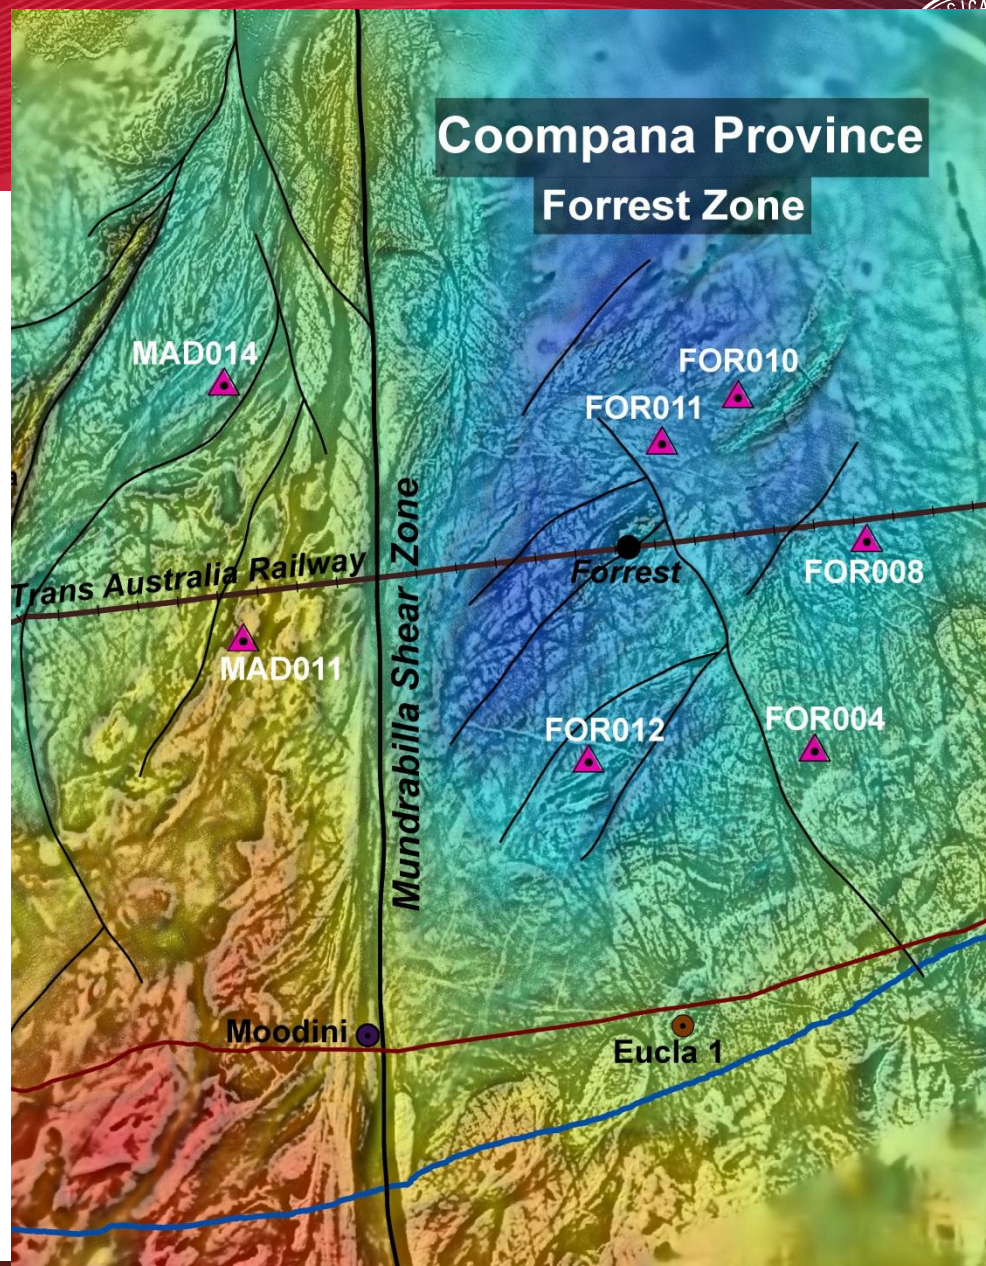 Coompana Province
Forrest Zone
MAD014
FOR010
FOR011
Mundrabilla Shear Zone
Trans Australia Railway
Forrest
FOR008
MAD011
FOR012
FOR004
Moodini
Eucla 1